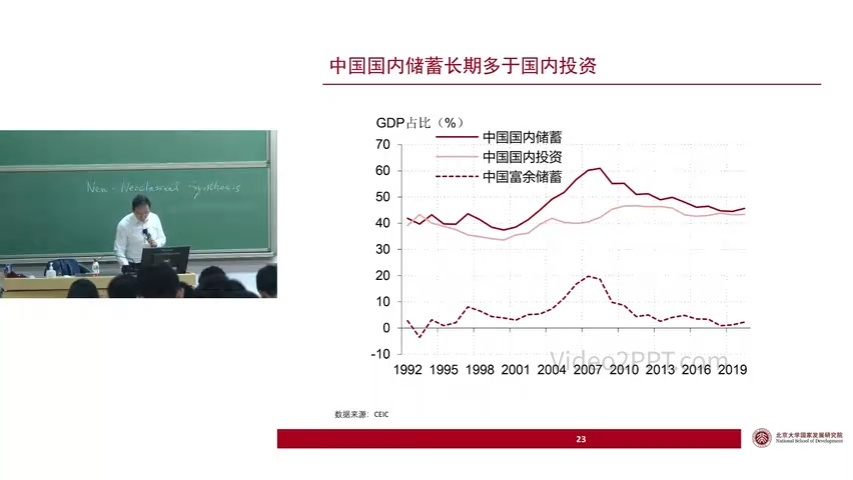 中国国内储蓄长期多于国内投资
GDP占比（%）
中国国内储蓄
中国国内投资
中国富余储蓄
70
60
50
40
30
20
10
0
-10
1992 1995 1998 2001 2004 2007 2010 2013 2016 2019
Video2PPT.com
New-Neoclassical Synthesis
数据来源：CEIC
23
北京大学国家发展研究院
National School of Development